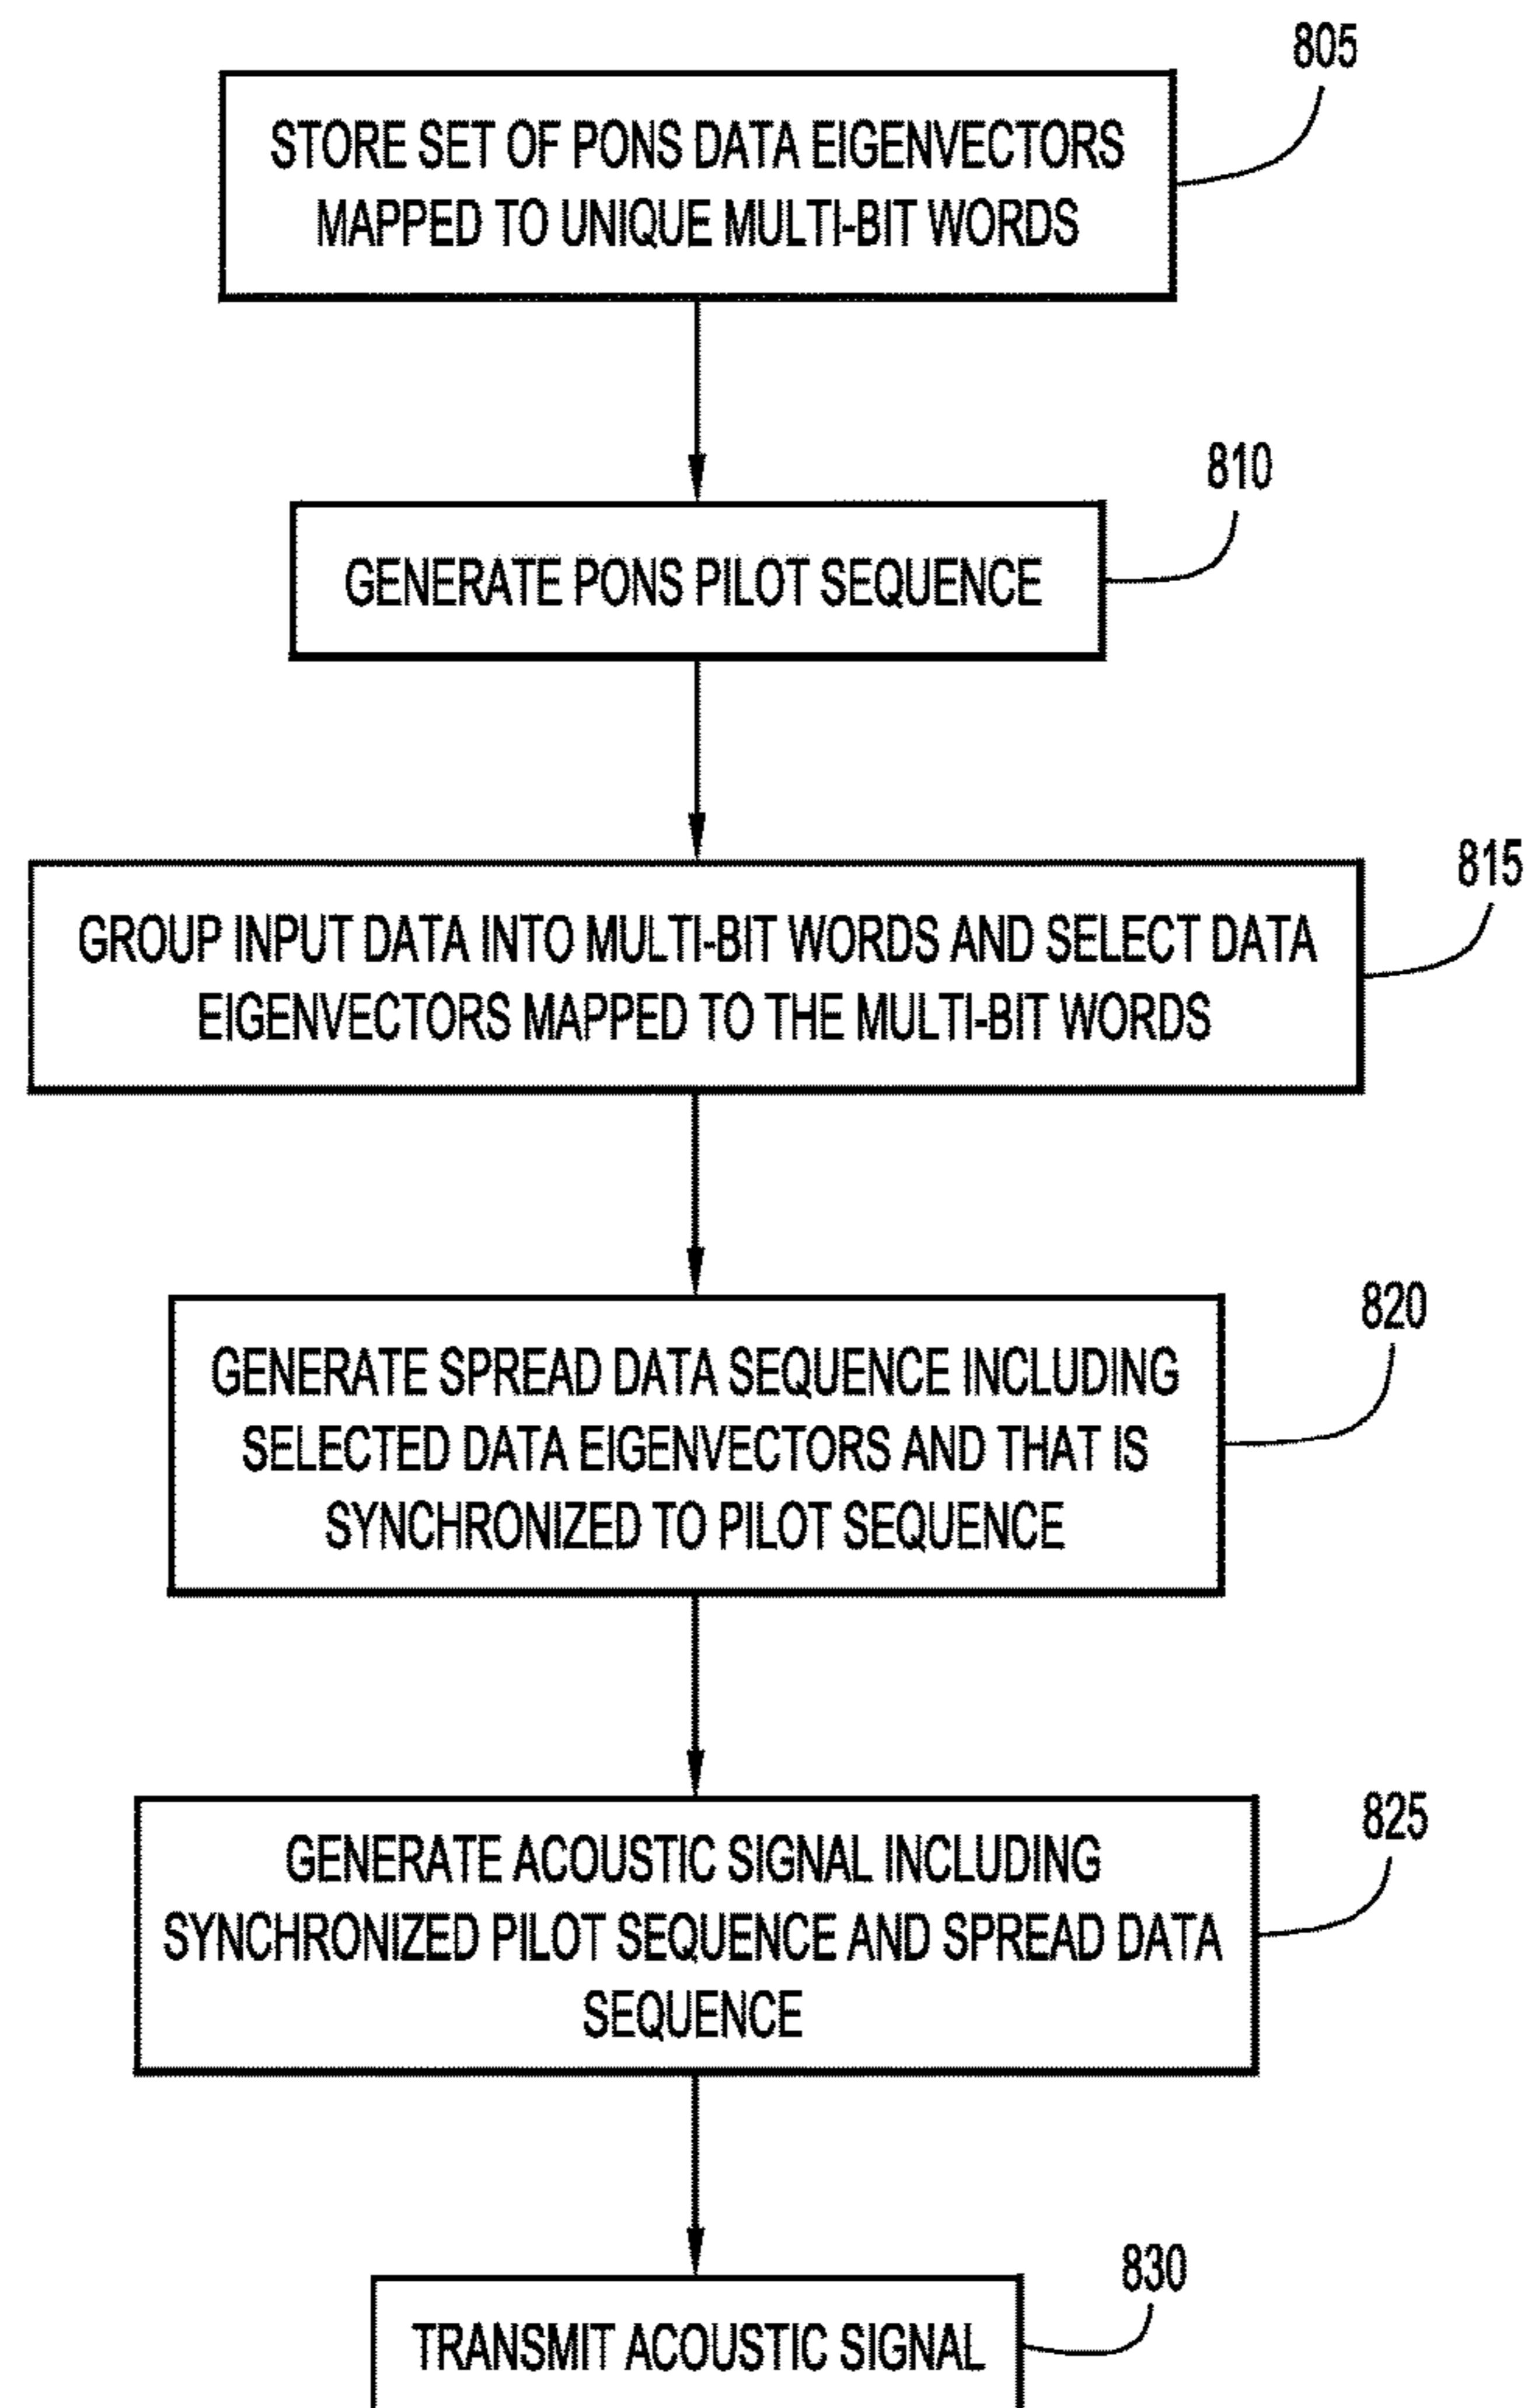 805
STORE SET OF PONS DATA EIGENVECTORS
MAPPED TO UNIQUE MULTI-BIT WORDS
810
GENERATE PONS PILOT SEQUENCE
815
GROUP INPUT DATA INTO MULTI-BIT WORDS AND SELECT DATA
EIGENVECTORS MAPPED TO THE MULTI-BIT WORDS
820
GENERATE SPREAD DATA SEQUENCE INCLUDING
SELECTED DATA EIGENVECTORS AND THAT IS
SYNCHRONIZED TO PILOT SEQUENCE
825
GENERATE ACOUSTIC SIGNAL INCLUDING
SYNCHRONIZED PILOT SEQUENCE AND SPREAD DATA
SEQUENCE
830
TRANSMIT ACOUSTIC SIGNAL